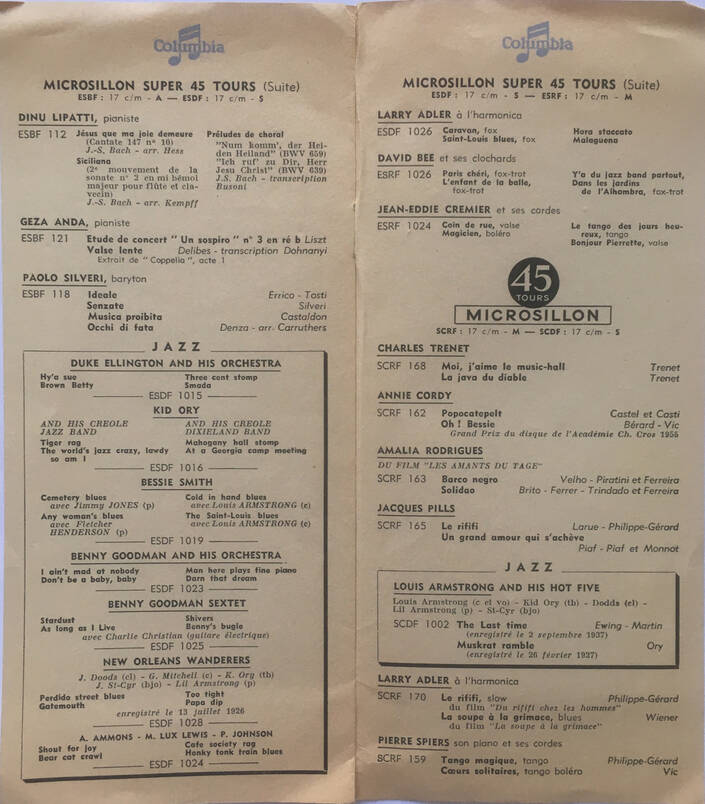 Columbia
MICROSILLON SUPER 45 TOURS (Suite)
ESBF : 17 c/m - A — ESDF : 17 c/m - S
DINU LIPATTI, pianiste
ESBF 112 Jésus que ma joie demeure
(Cantate 147 n° 10)
J.-S. Bach - arr. Hess
Siciliana
(2e mouvement de la
sonate n° 2 en mi bémol
majeur pour flûte et cla-
vecin)
J.-S. Bach - arr. Kempff
Préludes de choral
"Num komm', der Hei-
den Heiland" (BWV 659)
"Ich ruf' zu Dir, Herr
Jesu Christ" (BWV 639)
J.S. Bach - transcription
Busoni
GEZA ANDA, pianiste
ESBF 121 Etude de concert " Un sospiro " n° 3 en ré b Liszt
Valse lente Delibes - transcription Dohnanyi
Extrait de " Coppelia ", acte 1
PAOLO SILVERI, baryton
ESBF 118 Ideale Errico - Tosti
Senzate Silveri
Musica proibita Castaldon
Occhi di fata Denza - arr. Carruthers
JAZZ
DUKE ELLINGTON AND HIS ORCHESTRA
Hy'a sue Three cent stomp
Brown Betty Smada
ESDF 1015
KID ORY
AND HIS CREOLE AND HIS CREOLE
JAZZ BAND DIXIELAND BAND
Tiger rag Mahogany hall stomp
The world's jazz crazy, lawdy At a Georgia camp meeting
so am I
ESDF 1016
BESSIE SMITH
Cemetery blues Cold in hand blues
avec Jimmy JONES (p) avec Louis ARMSTRONG (c)
Any woman's blues The Saint-Louis blues
avec Fletcher avec Louis ARMSTRONG (c)
HENDERSON (p)
ESDF 1019
BENNY GOODMAN AND HIS ORCHESTRA
I ain't mad at nobody Man here plays fine piano
Don't be a baby, baby Darn that dream
ESDF 1023
BENNY GOODMAN SEXTET
Stardust Shivers
As long as I Live Benny's bugle
avec Charlie Christian (guitare électrique)
ESDF 1025
NEW ORLEANS WANDERERS
J. Doods (cl) - G. Mitchell (c) - K. Ory (tb)
J. St-Cyr (bjo) - Lil Armstrong (p)
Perdido street blues Too tight
Gatemouth Papa dip
enregistré le 13 juillet 1926
ESDF 1028
A. AMMONS - M. LUX LEWIS - P. JOHNSON
Shout for joy Cafe society rag
Bear cat crawl Honky tonk train blues
ESDF 1024
Columbia
MICROSILLON SUPER 45 TOURS (Suite)
ESDF : 17 c/m - S — ESRF : 17 c/m - M
LARRY ADLER à l'harmonica
ESDF 1026 Caravan, fox Hora staccato
Saint-Louis blues, fox Malaguena
DAVID BEE et ses clochards
ESRF 1026 Paris chéri, fox-trot Y'a du jazz band partout,
L'enfant de la balle, Dans les jardins
fox-trot de l'Alhambra, fox-trot
JEAN-EDDIE CREMIER et ses cordes
ESRF 1024 Coin de rue, valse Le tango des jours heu-
Magicien, boléro reux, tango
Bonjour Pierrette, valse
45
TOURS
MICROSILLON
SCRF : 17 c/m - M — SCDF : 17 c/m - S
CHARLES TRENET
SCRF 168 Moi, j'aime le music-hall Trenet
La java du diable Trenet
ANNIE CORDY
SCRF 162 Popocatepelt Castel et Casti
Oh ! Bessie Bérard - Vic
Grand Prix du disque de l'Académie Ch. Cros 1955
AMALIA RODRIGUES
DU FILM "LES AMANTS DU TAGE"
SCRF 163 Barco negro Velho - Piratini et Ferreira
Solidao Brito - Ferrer - Trindado et Ferreira
JACQUES PILLS
SCRF 165 Le rififi Larue - Philippe-Gérard
Un grand amour qui s'achève
Piaf - Piaf et Monnot
JAZZ
LOUIS ARMSTRONG AND HIS HOT FIVE
Louis Armstrong (c el vo) - Kid Ory (tb) - Dodds (cl) -
Lil Armstrong (p) - St-Cyr (bjo)
SCDF 1002 The Last time Ewing - Martin
(enregistré le 2 septembre 1937)
Muskrat ramble Ory
(enregistré le 26 février 1937)
LARRY ADLER à l'harmonica
SCRF 170 Le rififi, slow Philippe-Gérard
du film "Du rififi chez les hommes"
La soupe à la grimace, blues Wiener
du film "La soupe à la grimace"
PIERRE SPIERS son piano et ses cordes
SCRF 159 Tango magique, tango Philippe-Gérard
Cœurs solitaires, tango boléro Vic